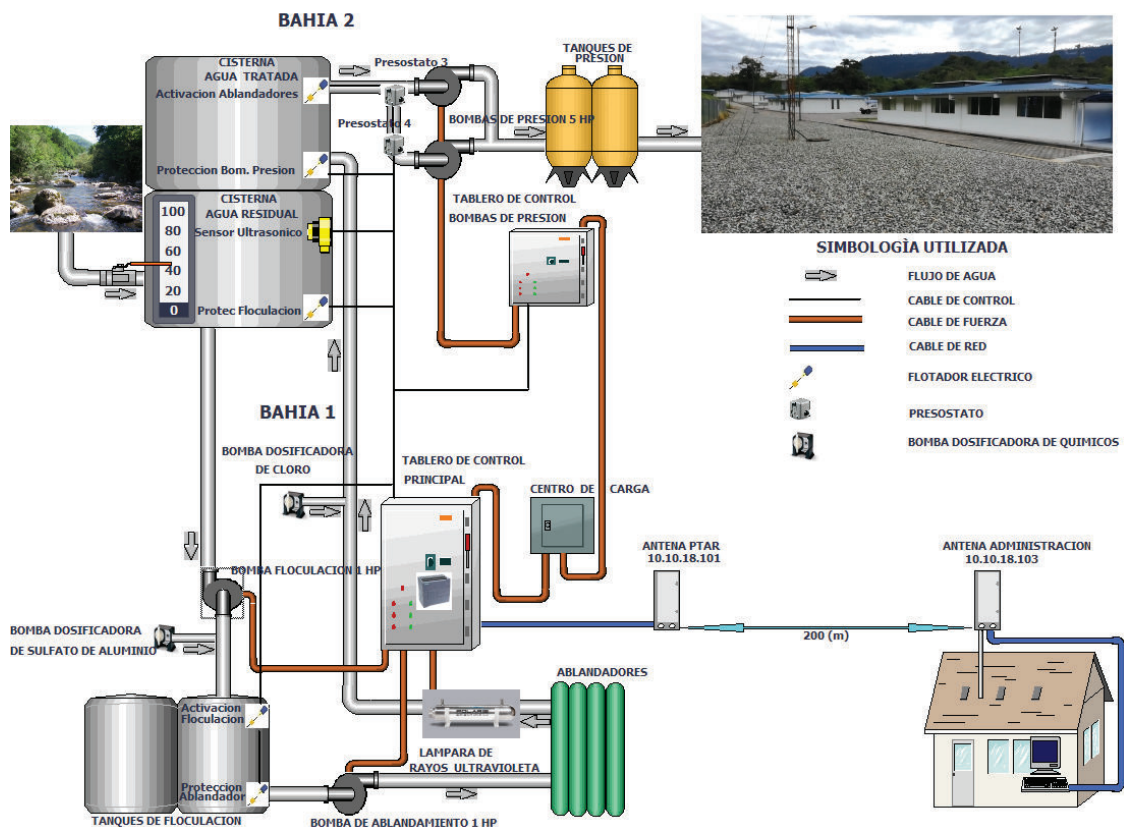 BAHIA 2
CISTERNA
AGUA TRATADA
Activacion Ablandadores
Proteccion Bom. Presion
Presostato 3
Presostato 4
TANQUES DE
PRESIÒN
BOMBAS DE PRESION 5 HP
CISTERNA
AGUA RESIDUAL
Sensor Ultrasonico
100
80
60
40
20
0
Protec Floculacion
TABLERO DE CONTROL
BOMBAS DE PRESION
SIMBOLOGÌA UTILIZADA
FLUJO DE AGUA
CABLE DE CONTROL
CABLE DE FUERZA
CABLE DE RED
FLOTADOR ELECTRICO
PRESOSTATO
BOMBA DOSIFICADORA DE QUIMICOS
BAHIA 1
BOMBA DOSIFICADORA
DE CLORO
TABLERO DE CONTROL
PRINCIPAL
CENTRO DE CARGA
ANTENA PTAR
10.10.18.101
ANTENA ADMINISTRACION
10.10.18.103
200 (m)
BOMBA FLOCULACION 1 HP
BOMBA DOSIFICADORA
DE SULFATO DE ALUMINIO
ABLANDADORES
Activacion
Floculacion
LAMPARA DE
RAYOS ULTRAVIOLETA
Proteccion
Ablandador
TANQUES DE FLOCULACION
BOMBA DE ABLANDAMIENTO 1 HP